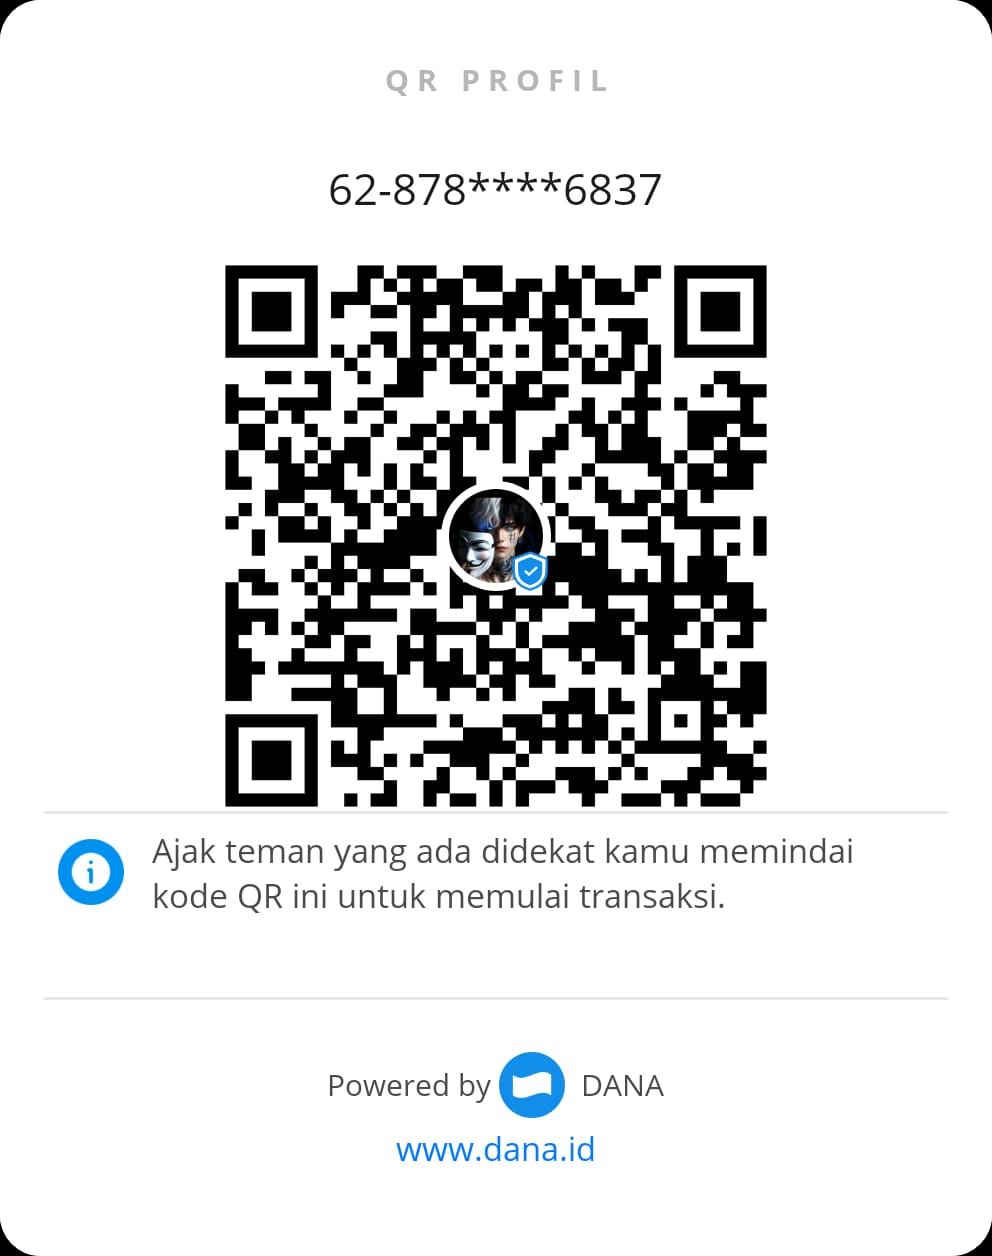 QR PROFIL
62-878****6837
Ajak teman yang ada didekat kamu memindai
kode QR ini untuk memulai transaksi.
Powered by DANA
www.dana.id